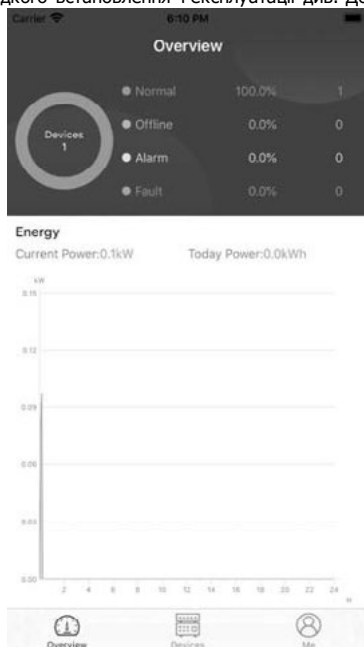 встановлення і експлуатації див.
Carrier 6:10 PM
Overview
Devices
1
Normal 100.0% 1
Offline 0.0% 0
Alarm 0.0% 0
Fault 0.0% 0
Energy
Current Power:0.1kW Today Power:0.0kWh
kW
0.15
0.12
0.09
0.06
0.03
0.00
2 4 6 8 10 12 14 16 18 20 22 24
H
Overview Devices Me